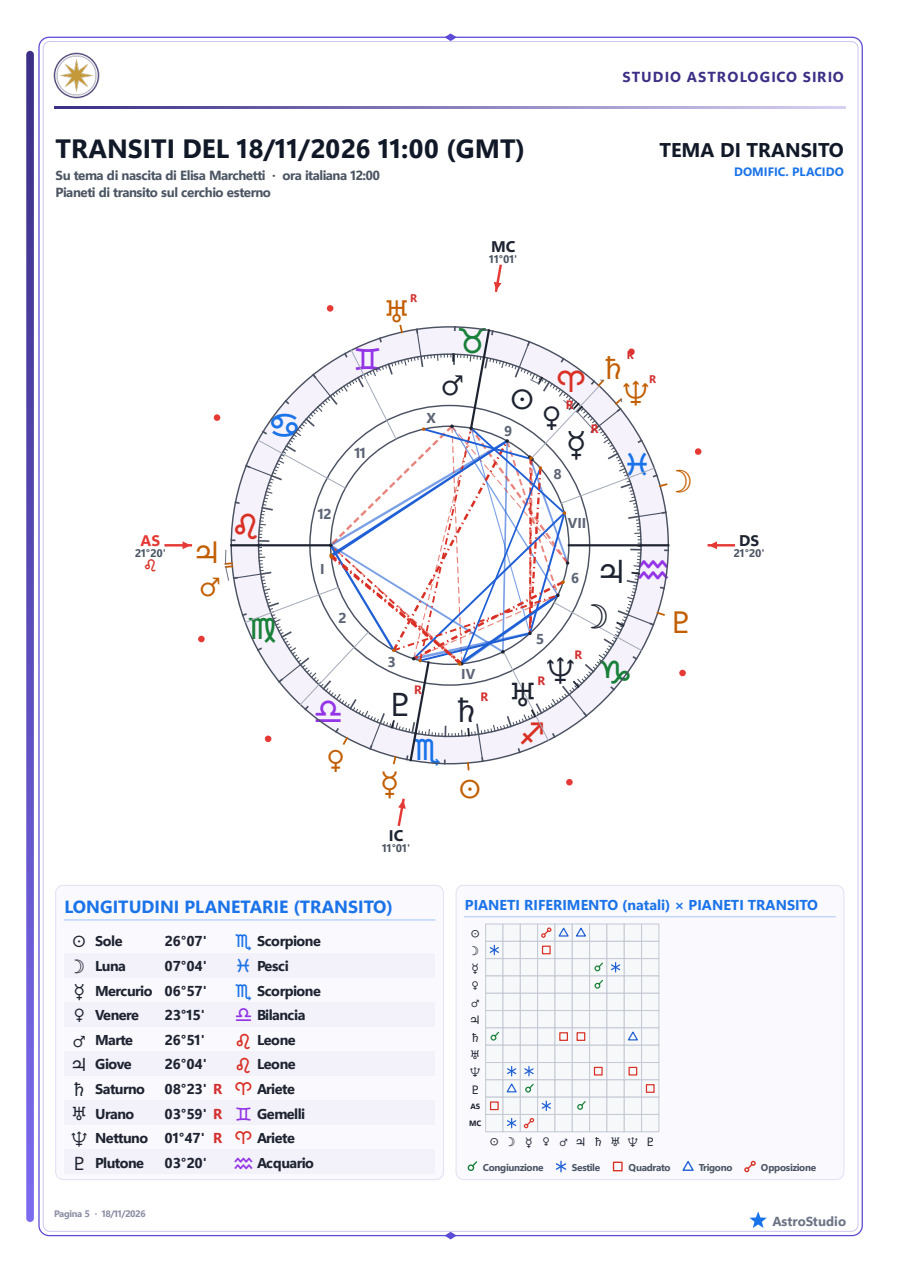 STUDIO ASTROLOGICO SIRIO
TRANSITI DEL 18/11/2026 11:00 (GMT)
TEMA DI TRANSITO
Su tema di nascita di Elisa Marchetti · ora italiana 12:00
DOMIFIC. PLACIDO
Pianeti di transito sul cerchio esterno
MC
11°01'
♅ R
♉
♊
♄ R
♈
♆ R
♂
☉
♀ R
X
9
☿ R
♋
11
8
♓
☽
12
VII
♌
AS
21°20'
♌
DS
21°20'
♃
I
♃
♒
♂
6
☽
2
5
♇
♍
3
IV
♆ R
♑
♇ R
♄ R
♅ R
♎
♏
♐
♀
☿
☉
IC
11°01'
LONGITUDINI PLANETARIE (TRANSITO)
☉ Sole 26°07' ♏ Scorpione
☽ Luna 07°04' ♓ Pesci
☿ Mercurio 06°57' ♏ Scorpione
♀ Venere 23°15' ♎ Bilancia
♂ Marte 26°51' ♌ Leone
♃ Giove 26°04' ♌ Leone
♄ Saturno 08°23' R ♈ Ariete
♅ Urano 03°59' R ♊ Gemelli
♆ Nettuno 01°47' R ♈ Ariete
♇ Plutone 03°20' ♒ Acquario
PIANETI RIFERIMENTO (natali) × PIANETI TRANSITO
☉
☽
☿
♀
♂
♃
♄
♅
♆
♇
AS
MC
☉ ☽ ☿ ♀ ♂ ♃ ♄ ♅ ♆ ♇
Congiunzione Sestile Quadrato Trigono Opposizione
Pagina 5 · 18/11/2026
AstroStudio